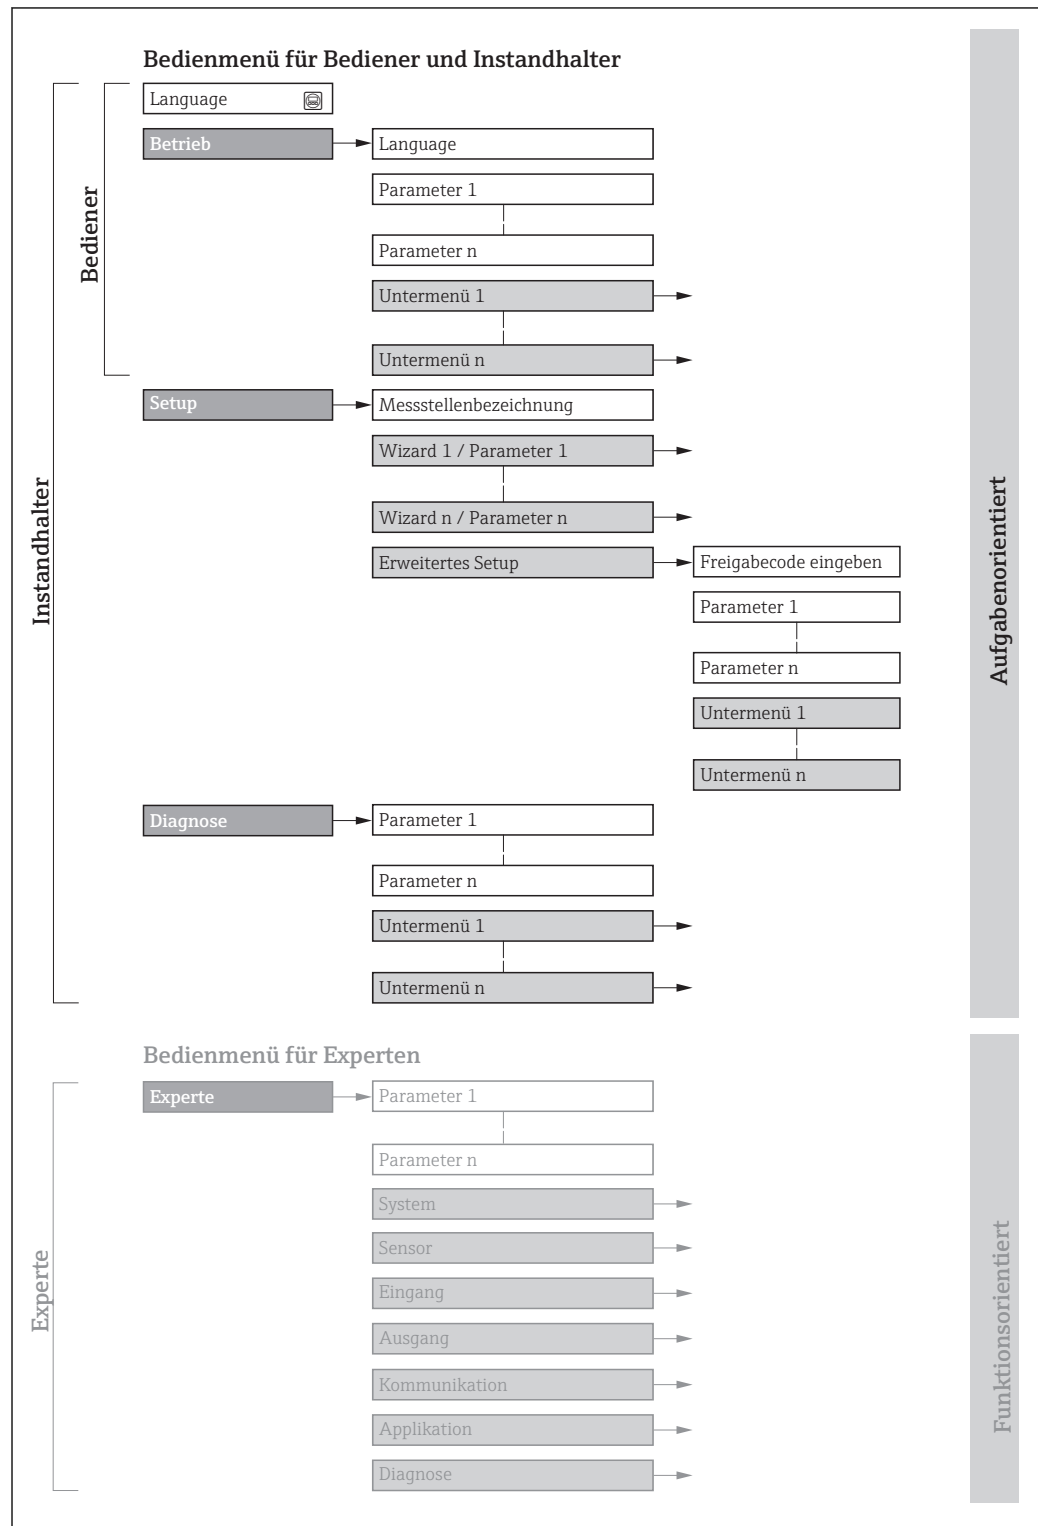 Bedienmenü für Bediener und Instandhalter
Language
Betrieb
Language
Parameter 1
Parameter n
Untermenü 1
Untermenü n
Bediener
Setup
Messstellenbezeichnung
Wizard 1 / Parameter 1
Wizard n / Parameter n
Erweitertes Setup
Freigabecode eingeben
Parameter 1
Parameter n
Untermenü 1
Untermenü n
Instandhalter
Aufgabenorientiert
Diagnose
Parameter 1
Parameter n
Untermenü 1
Untermenü n
Bedienmenü für Experten
Experte
Parameter 1
Parameter n
System
Sensor
Eingang
Ausgang
Kommunikation
Applikation
Diagnose
Experte
Funktionsorientiert